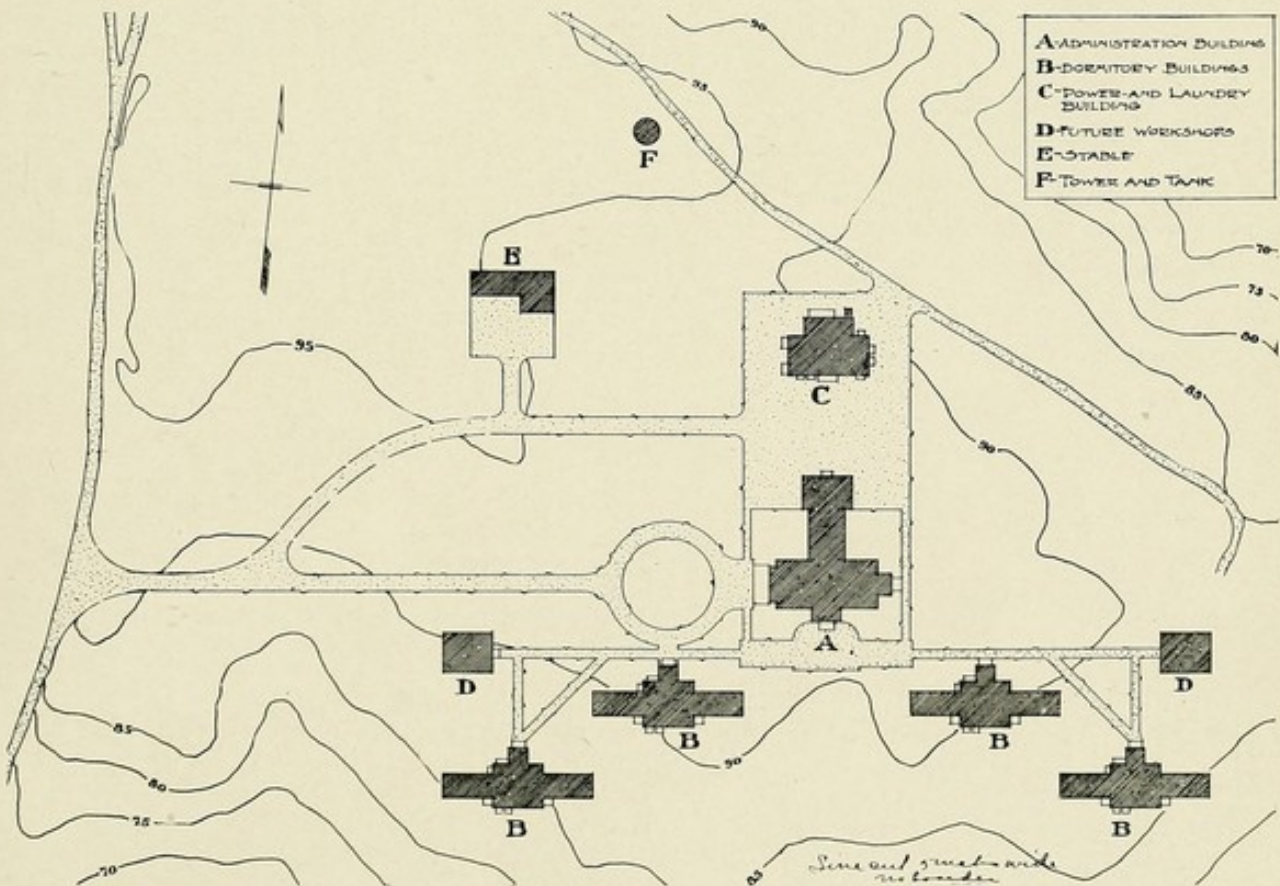 A-ADMINISTRATION BUILDING
B-DORMITORY BUILDINGS
C-POWER-AND LAUNDRY
BUILDING
D-FUTURE WORKSHOPS
E-STABLE
F-TOWER AND TANK
90
95
F
E
70
75
80
95
85
C
90
A
D
D
85
B
B
90
80
75
B
B
70
85